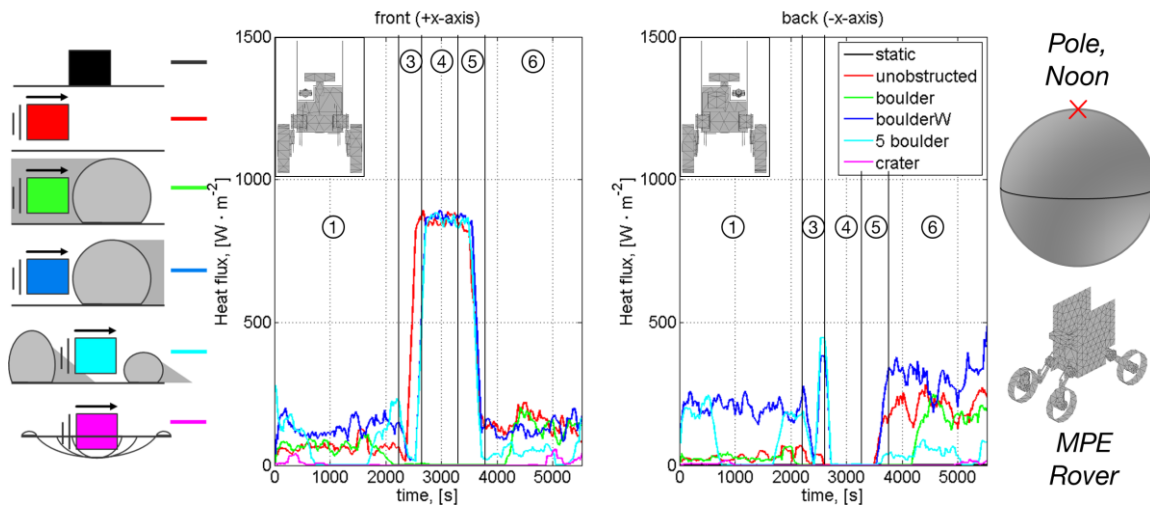 front (+x-axis)
Heat flux, [W · m⁻²]
1500
1000
500
0
1
3
4
5
6
0
1000
2000
3000
4000
5000
time, [s]
back (-x-axis)
Heat flux, [W · m⁻²]
1500
1000
500
0
static
unobstructed
boulder
boulderW
5 boulder
crater
1
3
4
5
6
0
1000
2000
3000
4000
5000
time, [s]
Pole,
Noon
MPE
Rover